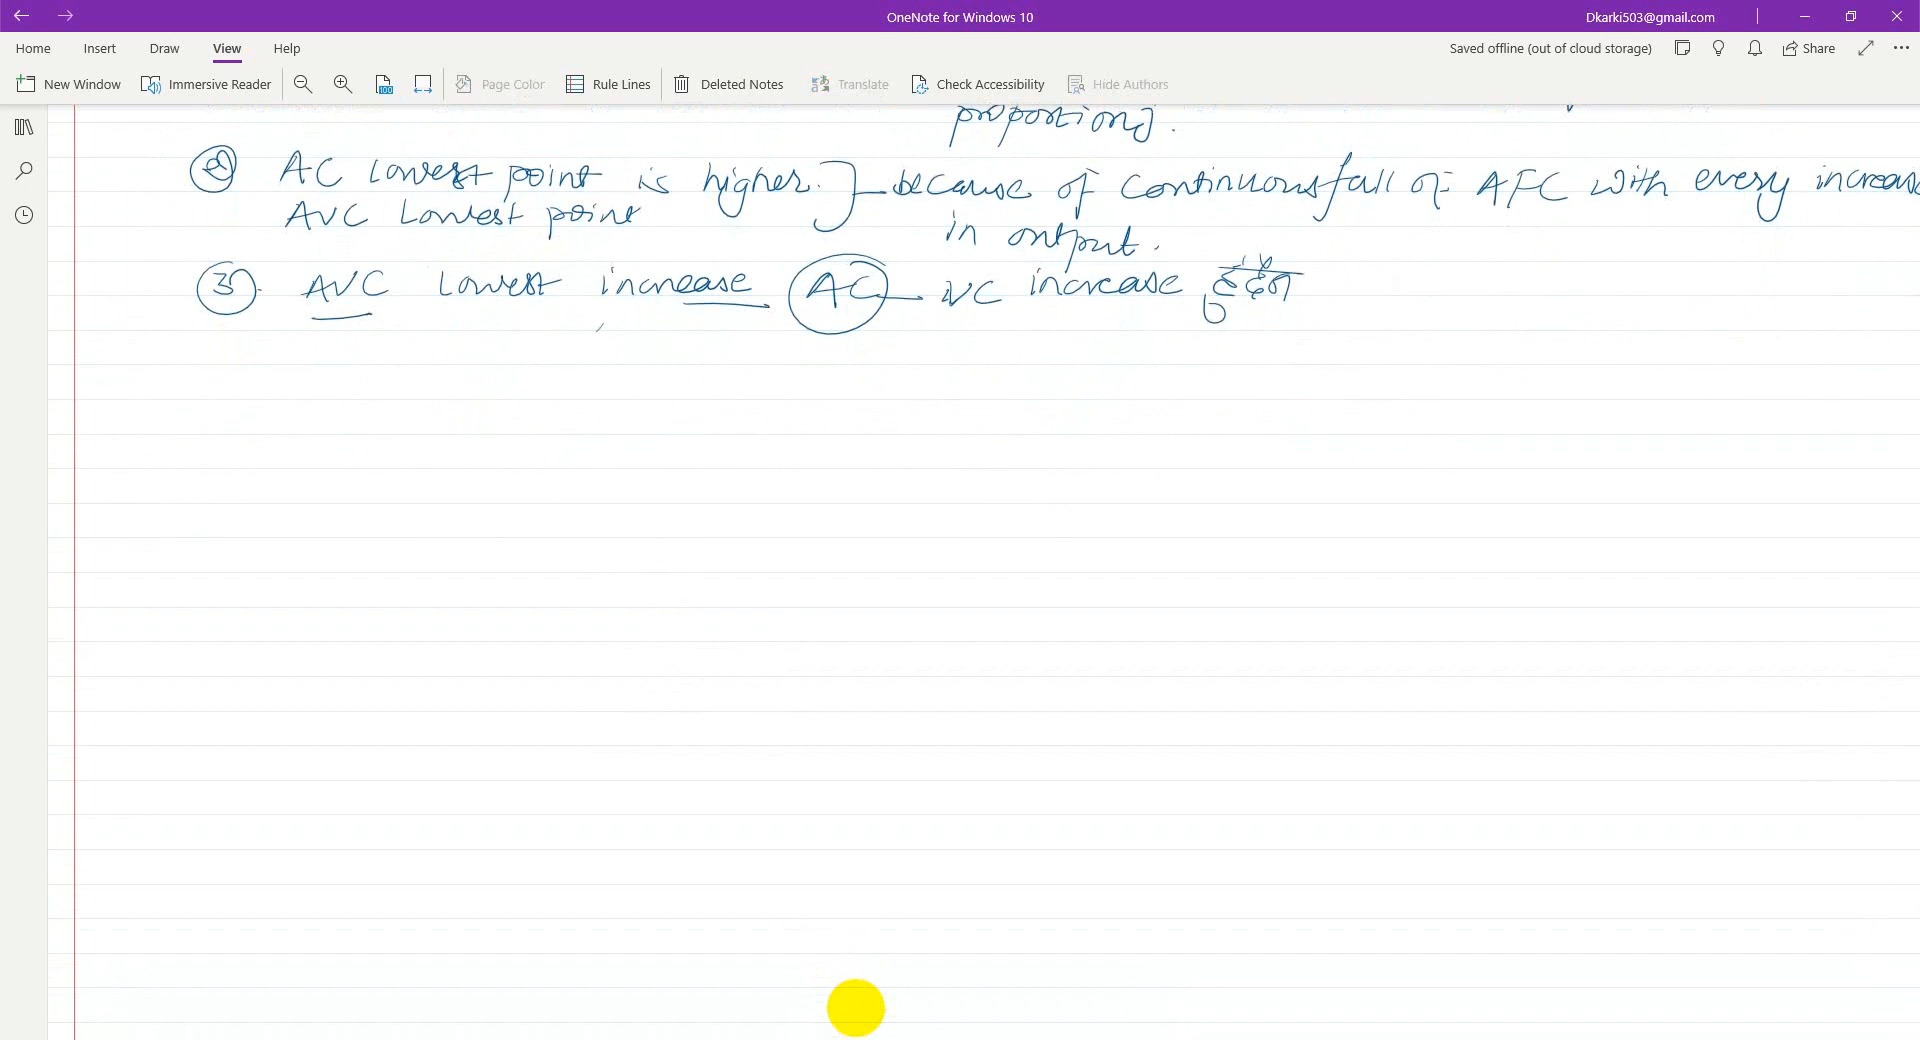 OneNote for Windows 10
Dkarki503@gmail.com
Home Insert Draw View Help
Saved offline (out of cloud storage) Share
New Window Immersive Reader Page Color Rule Lines Deleted Notes Translate Check Accessibility Hide Authors
proportions).
② AC Lowest point is higher. } because of continuous fall of AFC with every increase
AVC Lowest point
in output.
③. AVC Lowest increase AC VC increase